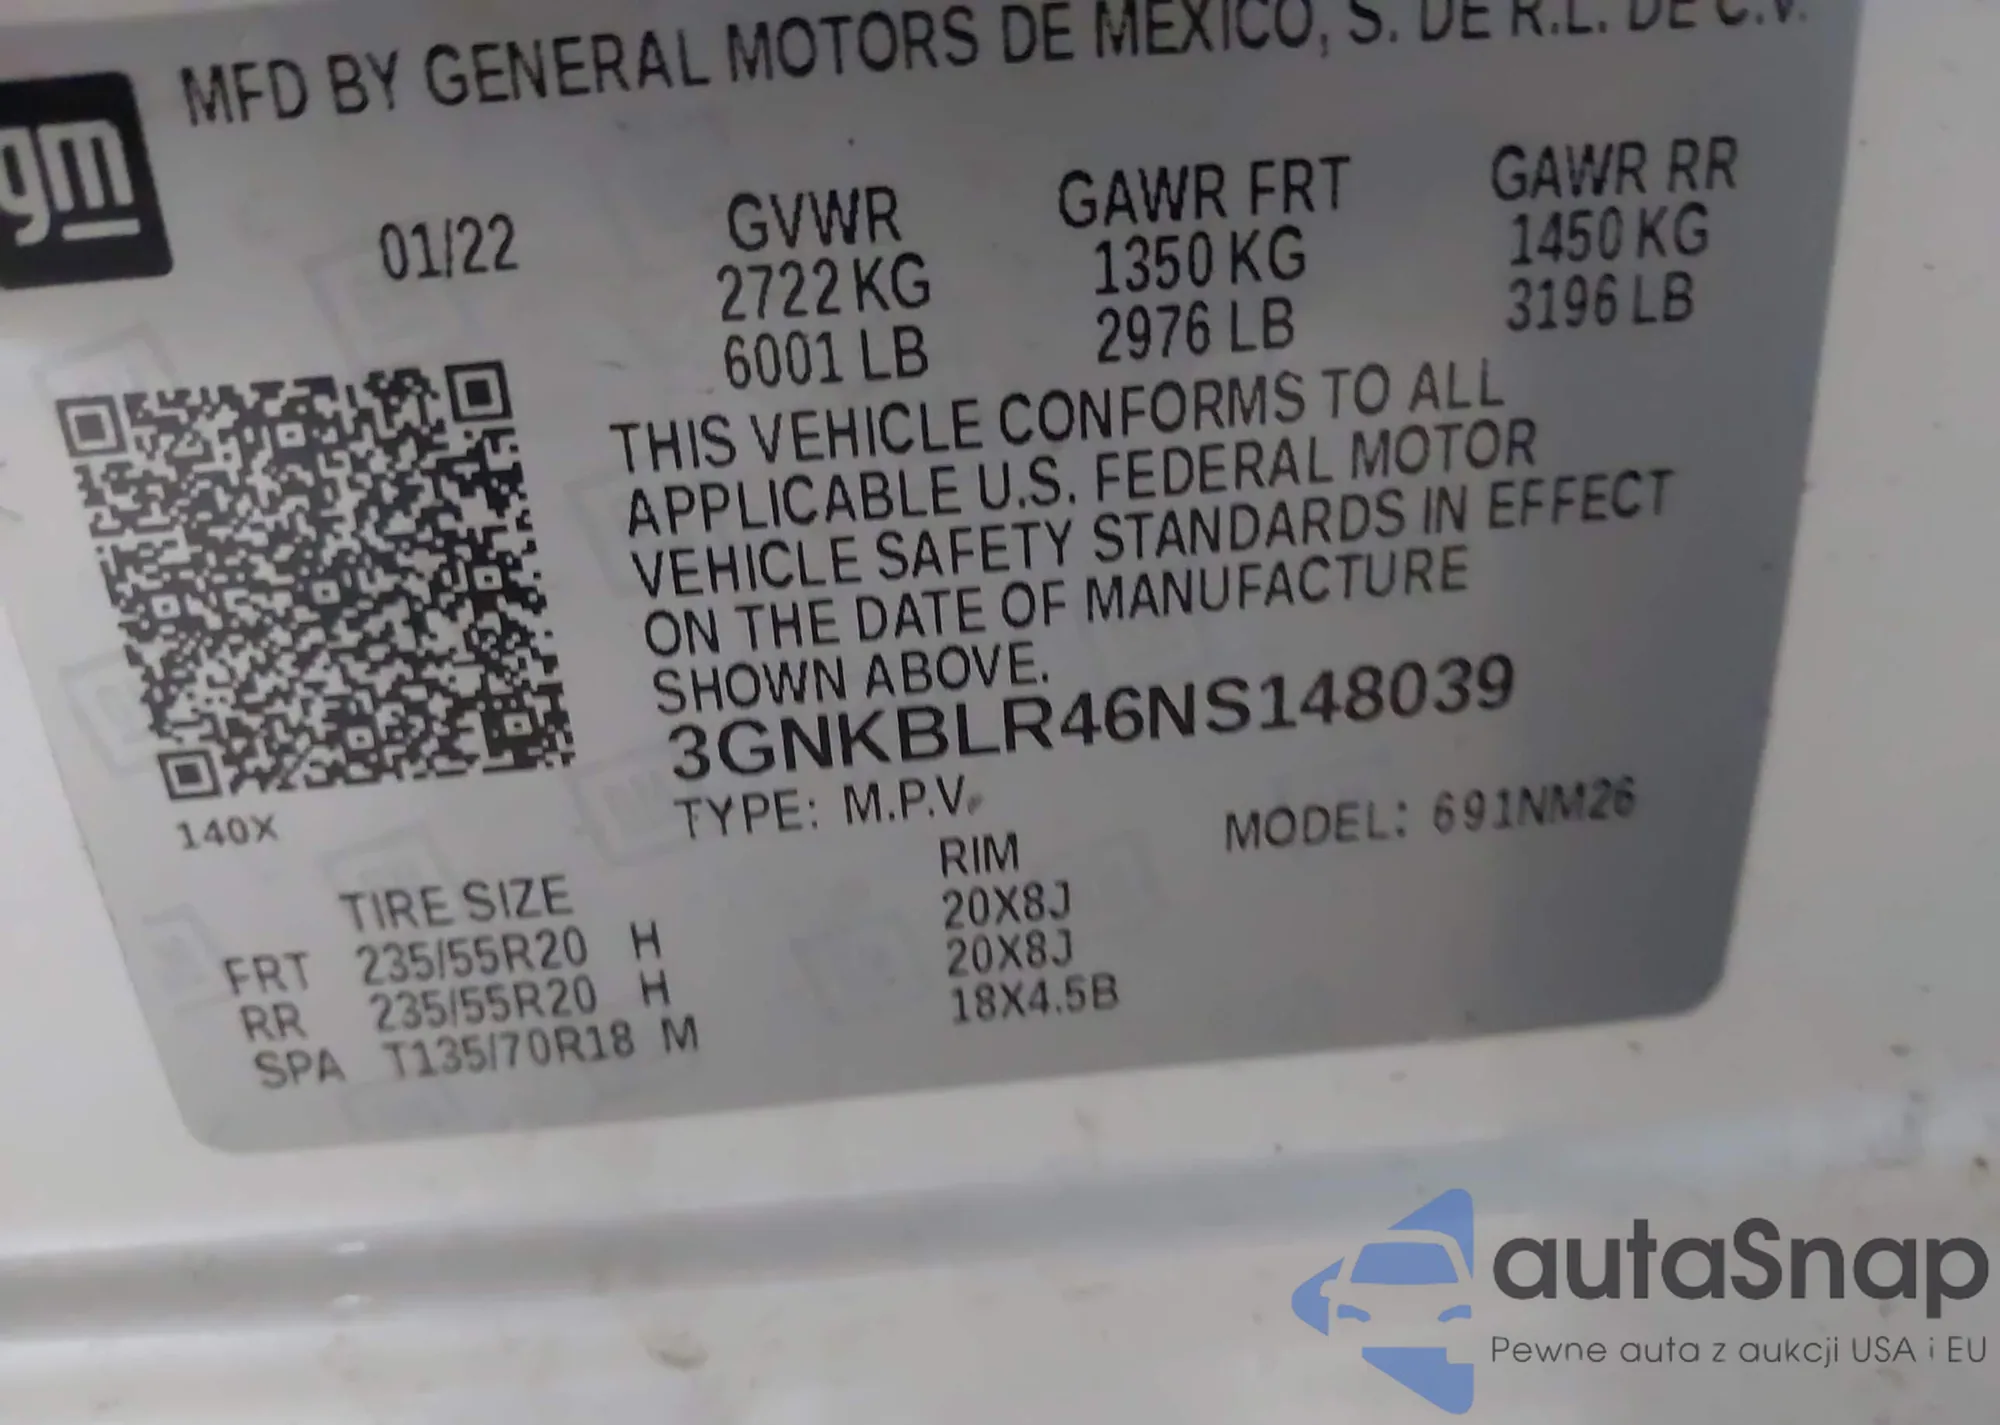 MFD BY GENERAL MOTORS DE MEXICO, S. DE R.L. DE C.V.
gm
01/22
GVWR GAWR FRT GAWR RR
2722 KG 1350 KG 1450 KG
6001 LB 2976 LB 3196 LB
THIS VEHICLE CONFORMS TO ALL
APPLICABLE U.S. FEDERAL MOTOR
VEHICLE SAFETY STANDARDS IN EFFECT
ON THE DATE OF MANUFACTURE
SHOWN ABOVE.
3GNKBLR46NS148039
TYPE: M.P.V. MODEL: 691NM26
140X
TIRE SIZE RIM
FRT 235/55R20 H 20X8J
RR 235/55R20 H 20X8J
SPA T135/70R18 M 18X4.5B
autaSnap
Pewne auta z aukcji USA i EU